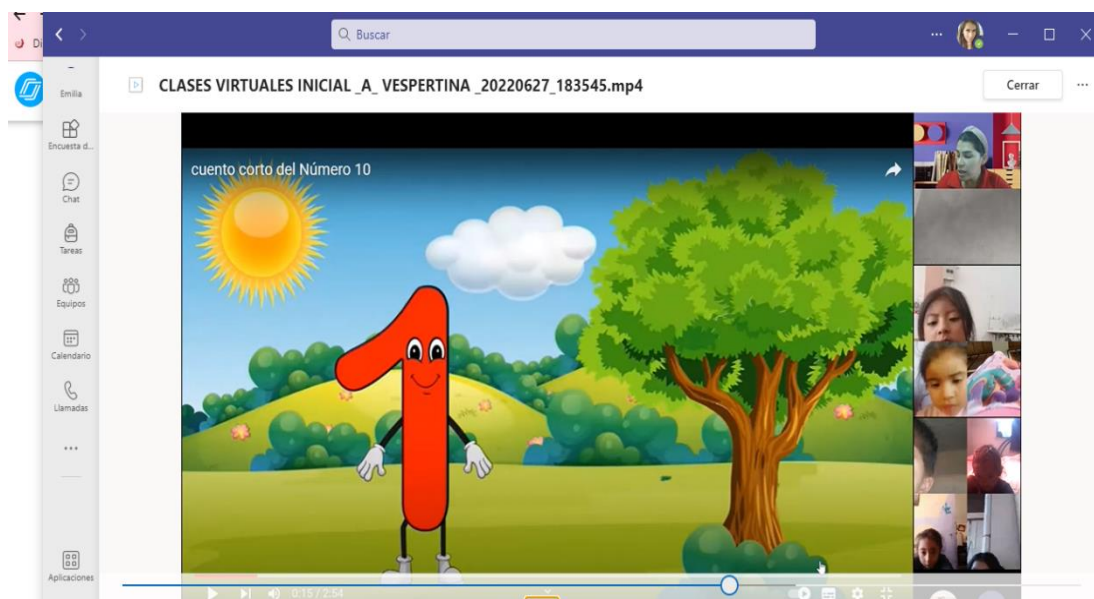 Di
Buscar
CLASES VIRTUALES INICIAL _A_ VESPERTINA _20220627_183545.mp4
Cerrar
Emilia
Encuesta d...
Chat
Tareas
Equipos
Calendario
Llamadas
Aplicaciones
cuento corto del Número 10
0:15 / 2:54